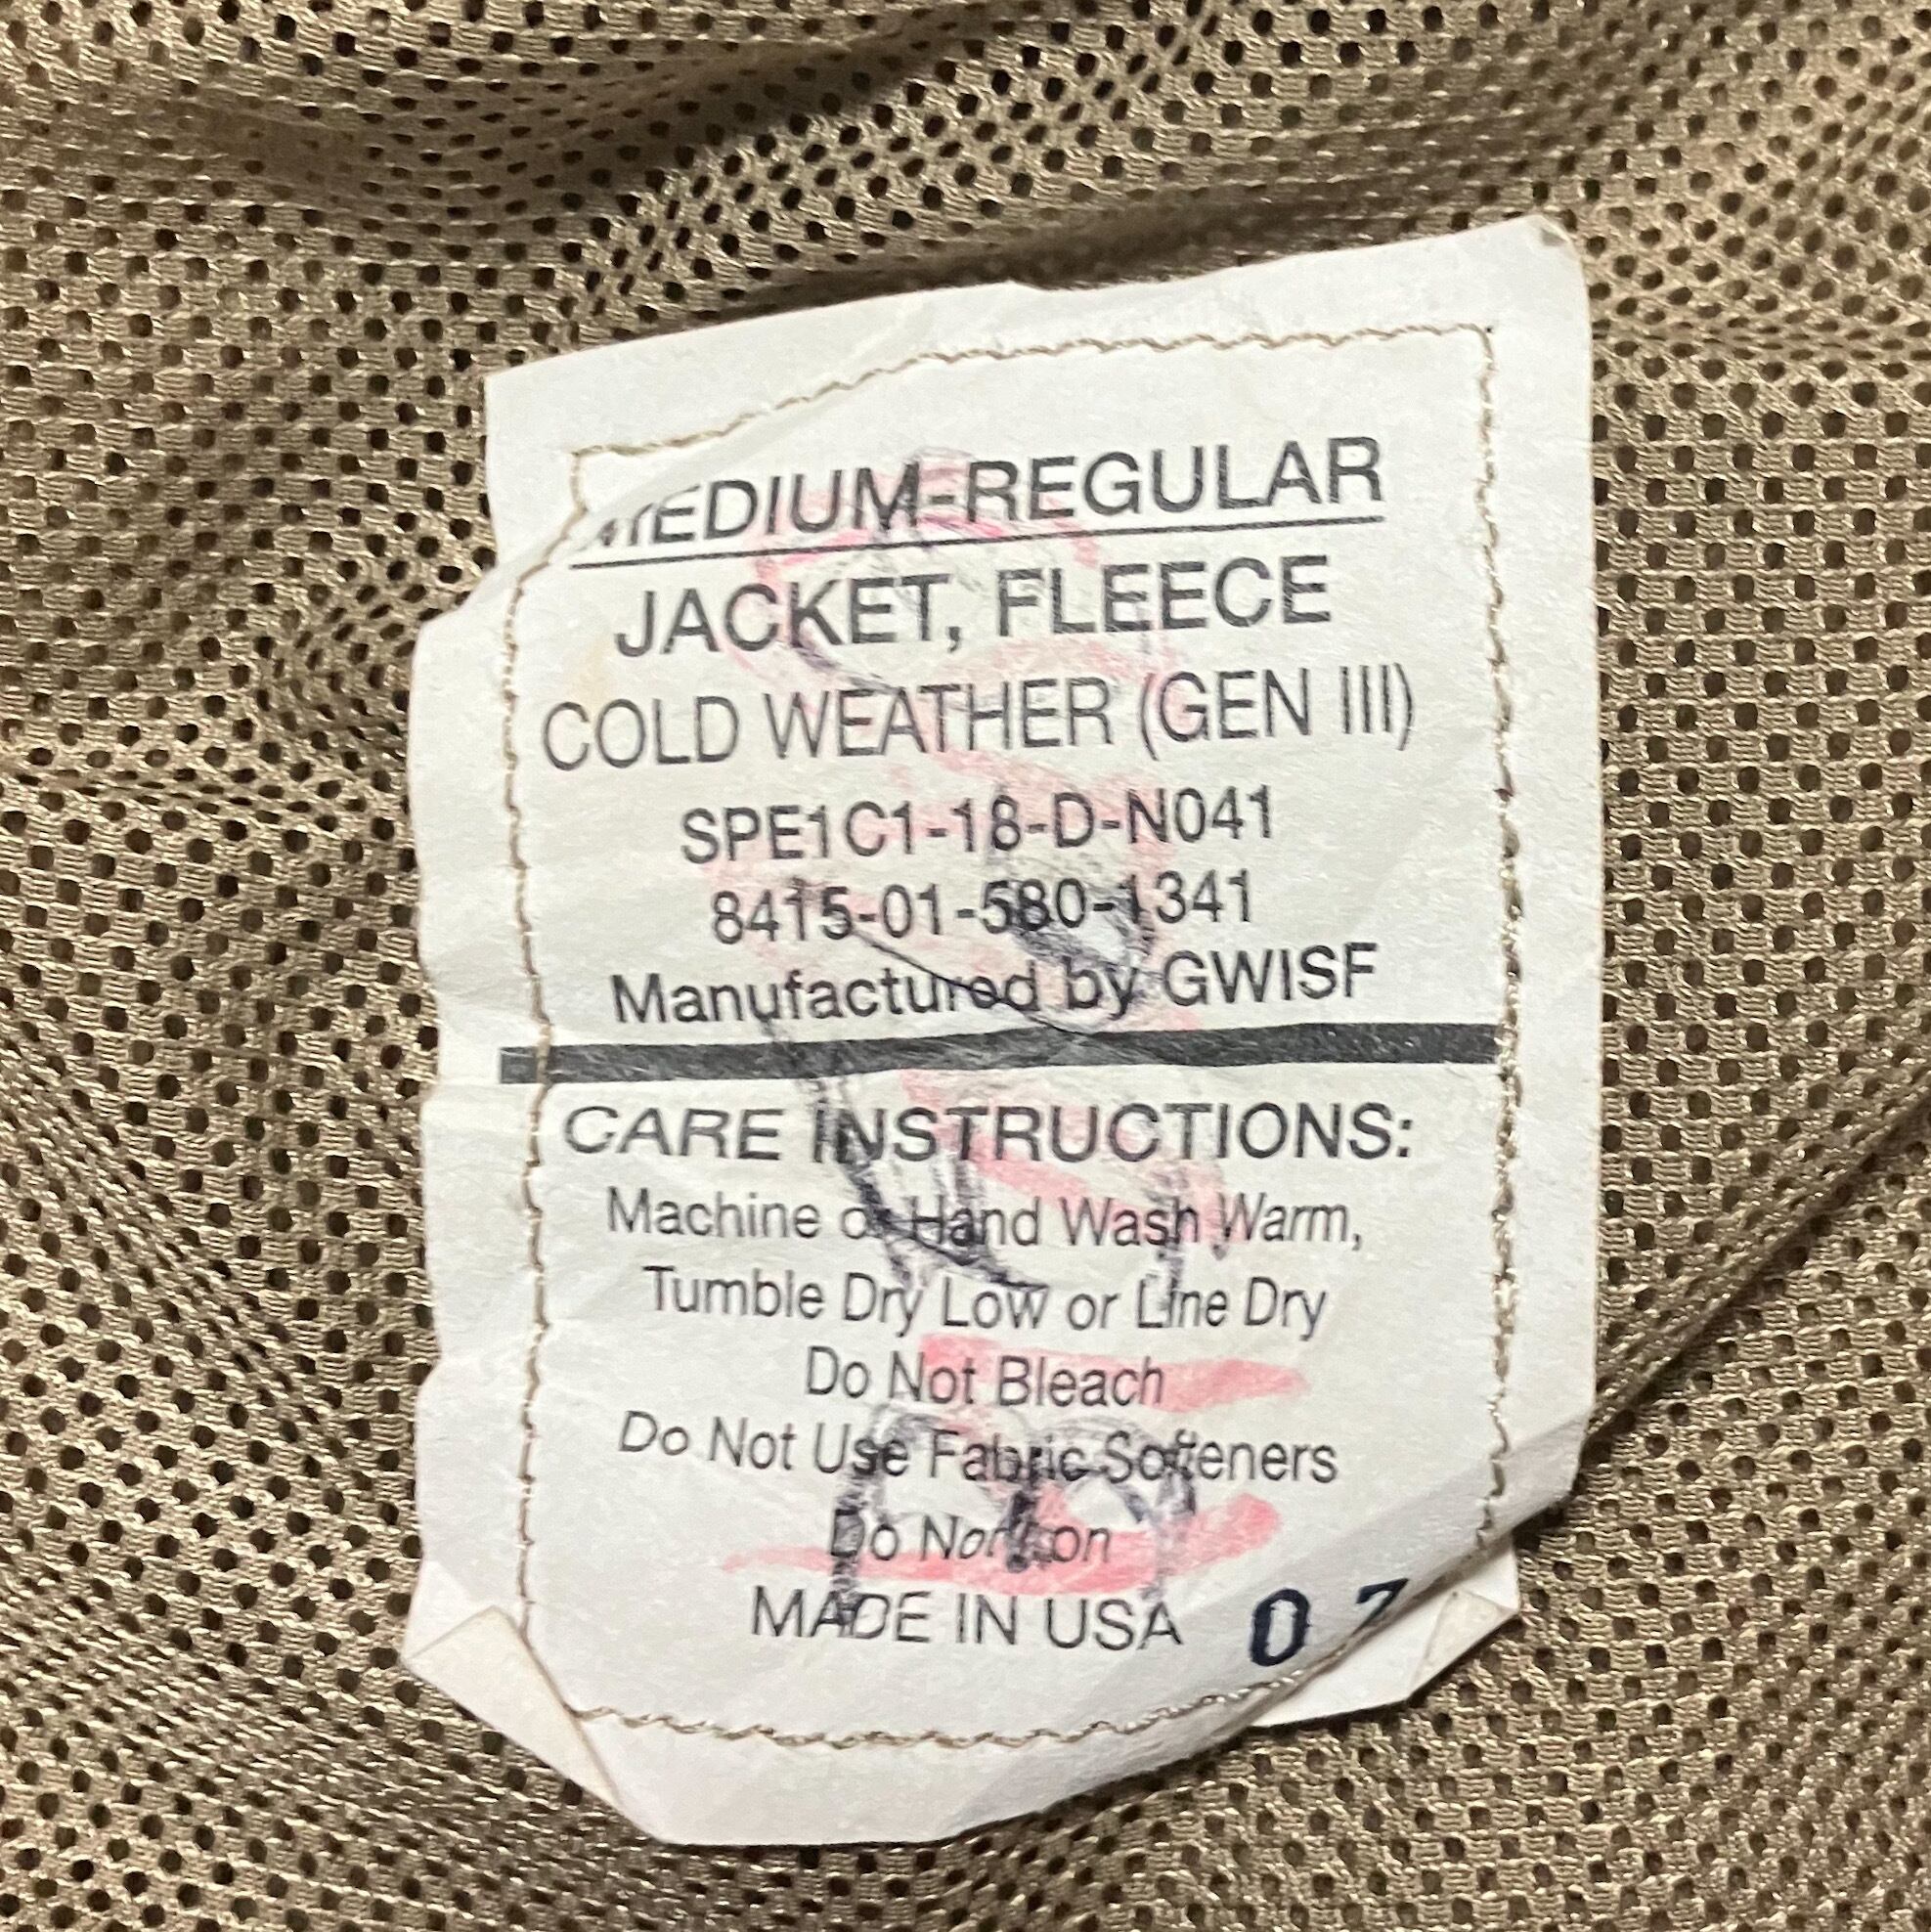 MEDIUM-REGULAR
JACKET, FLEECE
COLD WEATHER (GEN III)
SPE1C1-18-D-N041
8415-01-580-1341
Manufactured by GWISF
CARE INSTRUCTIONS:
Machine or Hand Wash Warm,
Tumble Dry Low or Line Dry
Do Not Bleach
Do Not Use Fabric Softeners
Do Not Iron
MADE IN USA 0